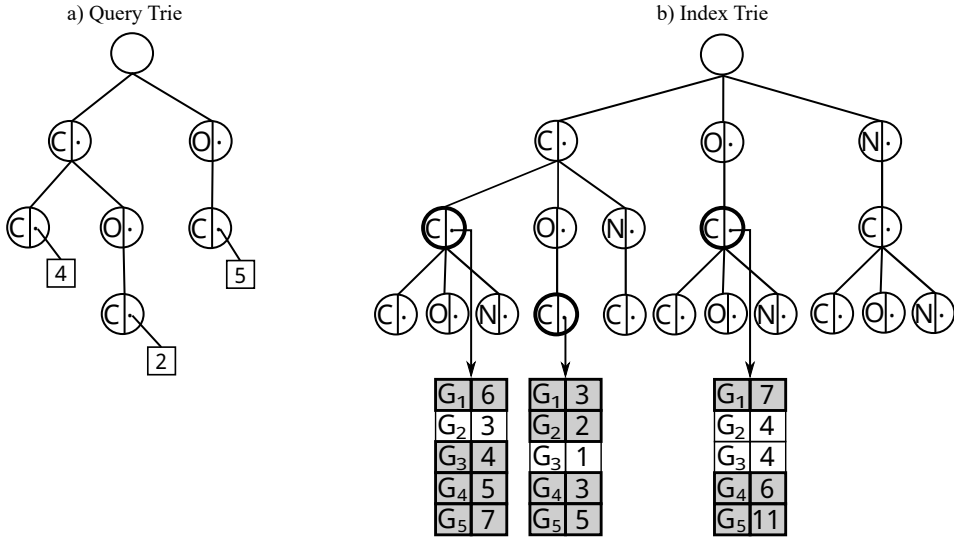 a) Query Trie
b) Index Trie
C .
O .
C .
O .
N .
C .
O .
C .
C .
O .
N .
C .
C .
4
5
C .
C .
O .
N .
C .
C .
C .
O .
N .
C .
O .
N .
2
G1 6
G2 3
G3 4
G4 5
G5 7
G1 3
G2 2
G3 1
G4 3
G5 5
G1 7
G2 4
G3 4
G4 6
G5 11